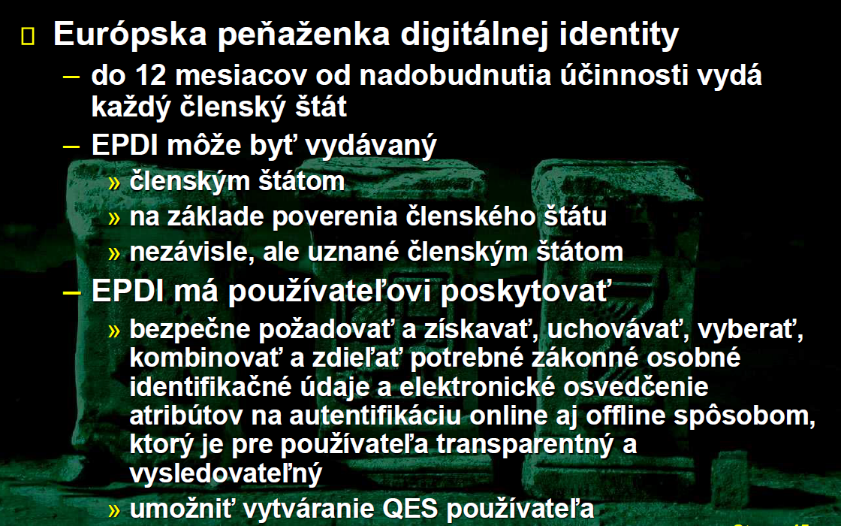 Európska peňaženka digitálnej identity
– do 12 mesiacov od nadobudnutia účinnosti vydá
každý členský štát
– EPDI môže byť vydávaný
» členským štátom
» na základe poverenia členského štátu
» nezávisle, ale uznané členským štátom
– EPDI má používateľovi poskytovať
» bezpečne požadovať a získavať, uchovávať, vyberať,
kombinovať a zdieľať potrebné zákonné osobné
identifikačné údaje a elektronické osvedčenie
atribútov na autentifikáciu online aj offline spôsobom,
ktorý je pre používateľa transparentný a
vysledovateľný
» umožniť vytváranie QES používateľa